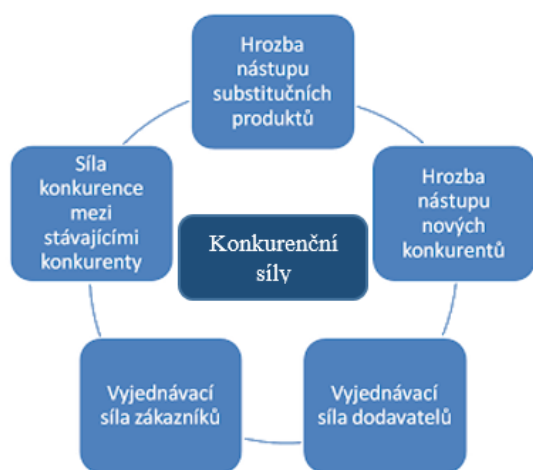 Hrozba
nástupu
substitučních
produktů
Síla
konkurence
mezi
stávajícími
konkurenty
Hrozba
nástupu
nových
konkurentů
Konkurenční
síly
Vyjednávací
síla zákazníků
Vyjednávací
síla dodavatelů